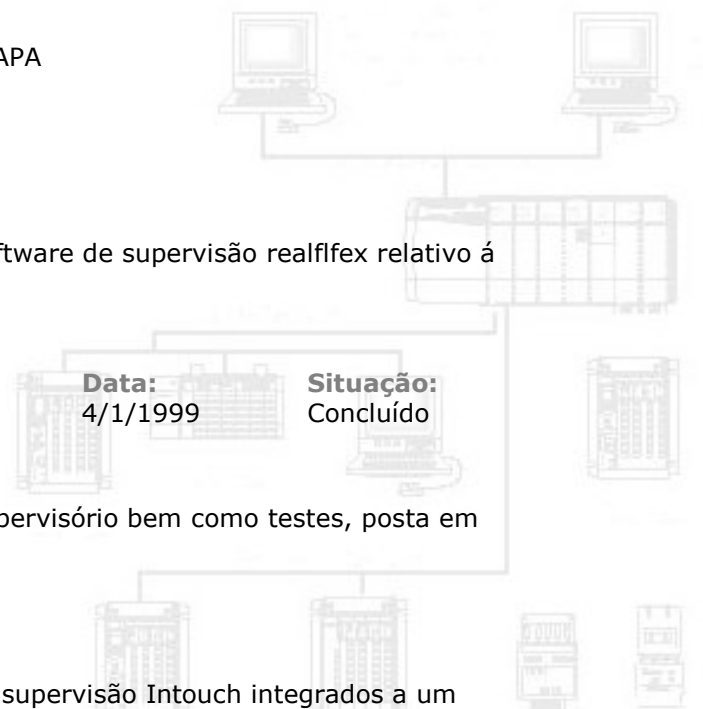 APA
ftware de supervisão realflfex relativo á
Data: Situação:
4/1/1999 Concluído
pervisório bem como testes, posta em
supervisão Intouch integrados a um